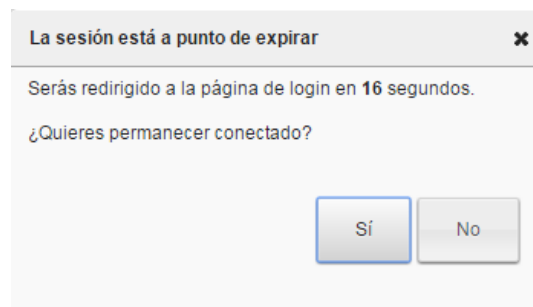 La sesión está a punto de expirar
Serás redirigido a la página de login en 16 segundos.
¿Quieres permanecer conectado?
Sí
No